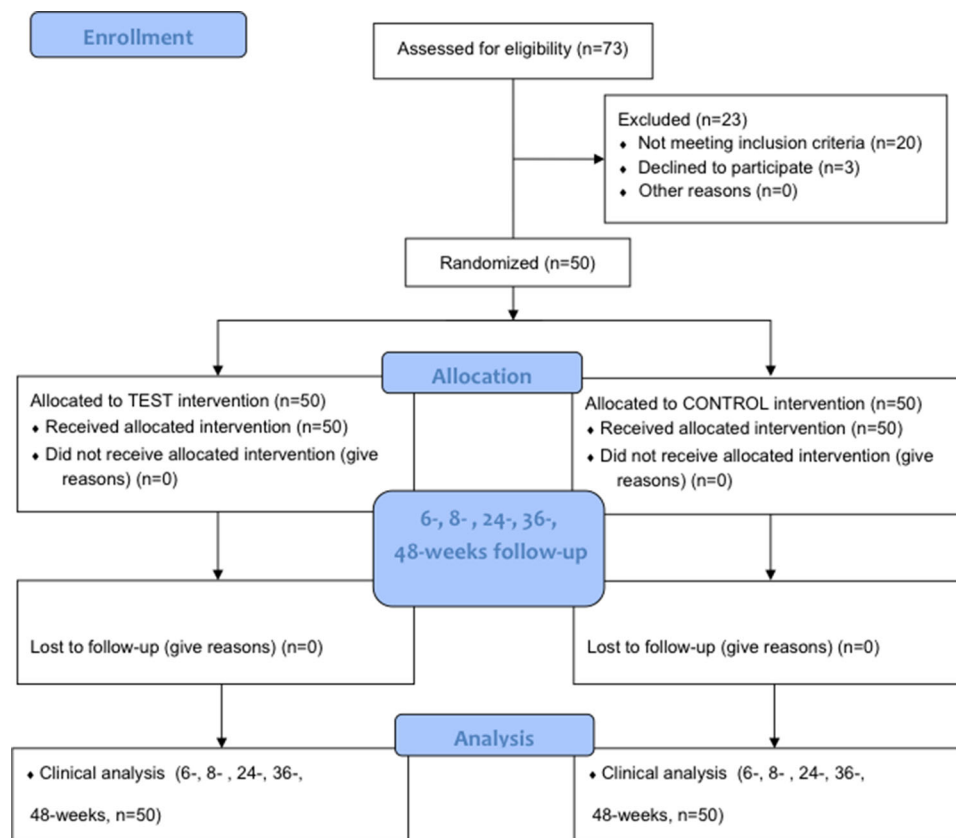 Enrollment
Assessed for eligibility (n=73)
Excluded (n=23)
⬧ Not meeting inclusion criteria (n=20)
⬧ Declined to participate (n=3)
⬧ Other reasons (n=0)
Randomized (n=50)
Allocation
Allocated to TEST intervention (n=50)
⬧ Received allocated intervention (n=50)
⬧ Did not receive allocated intervention (give
reasons) (n=0)
Allocated to CONTROL intervention (n=50)
⬧ Received allocated intervention (n=50)
⬧ Did not receive allocated intervention (give
reasons) (n=0)
6-, 8- , 24-, 36-,
48-weeks follow-up
Lost to follow-up (give reasons) (n=0)
Lost to follow-up (give reasons) (n=0)
Analysis
⬧ Clinical analysis (6-, 8- , 24-, 36-,
48-weeks, n=50)
⬧ Clinical analysis (6-, 8- , 24-, 36-,
48-weeks, n=50)